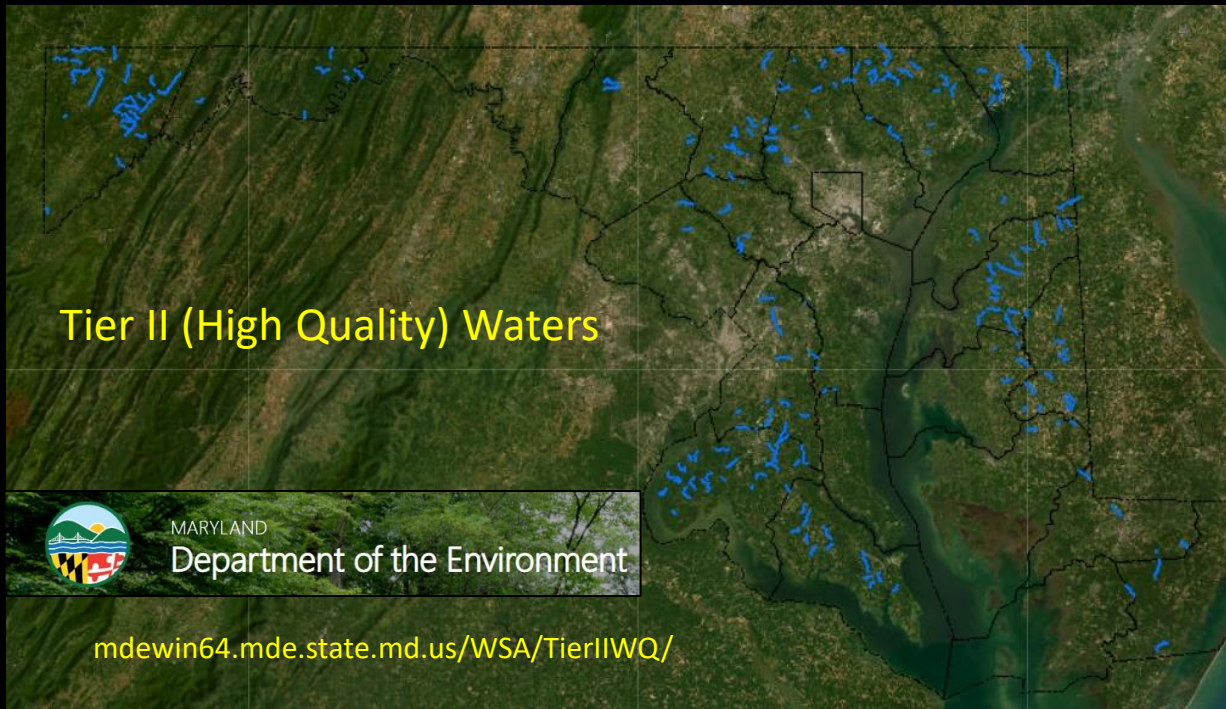 Tier II (High Quality) Waters
MARYLAND
Department of the Environment
mdewin64.mde.state.md.us/WSA/TierIIWQ/